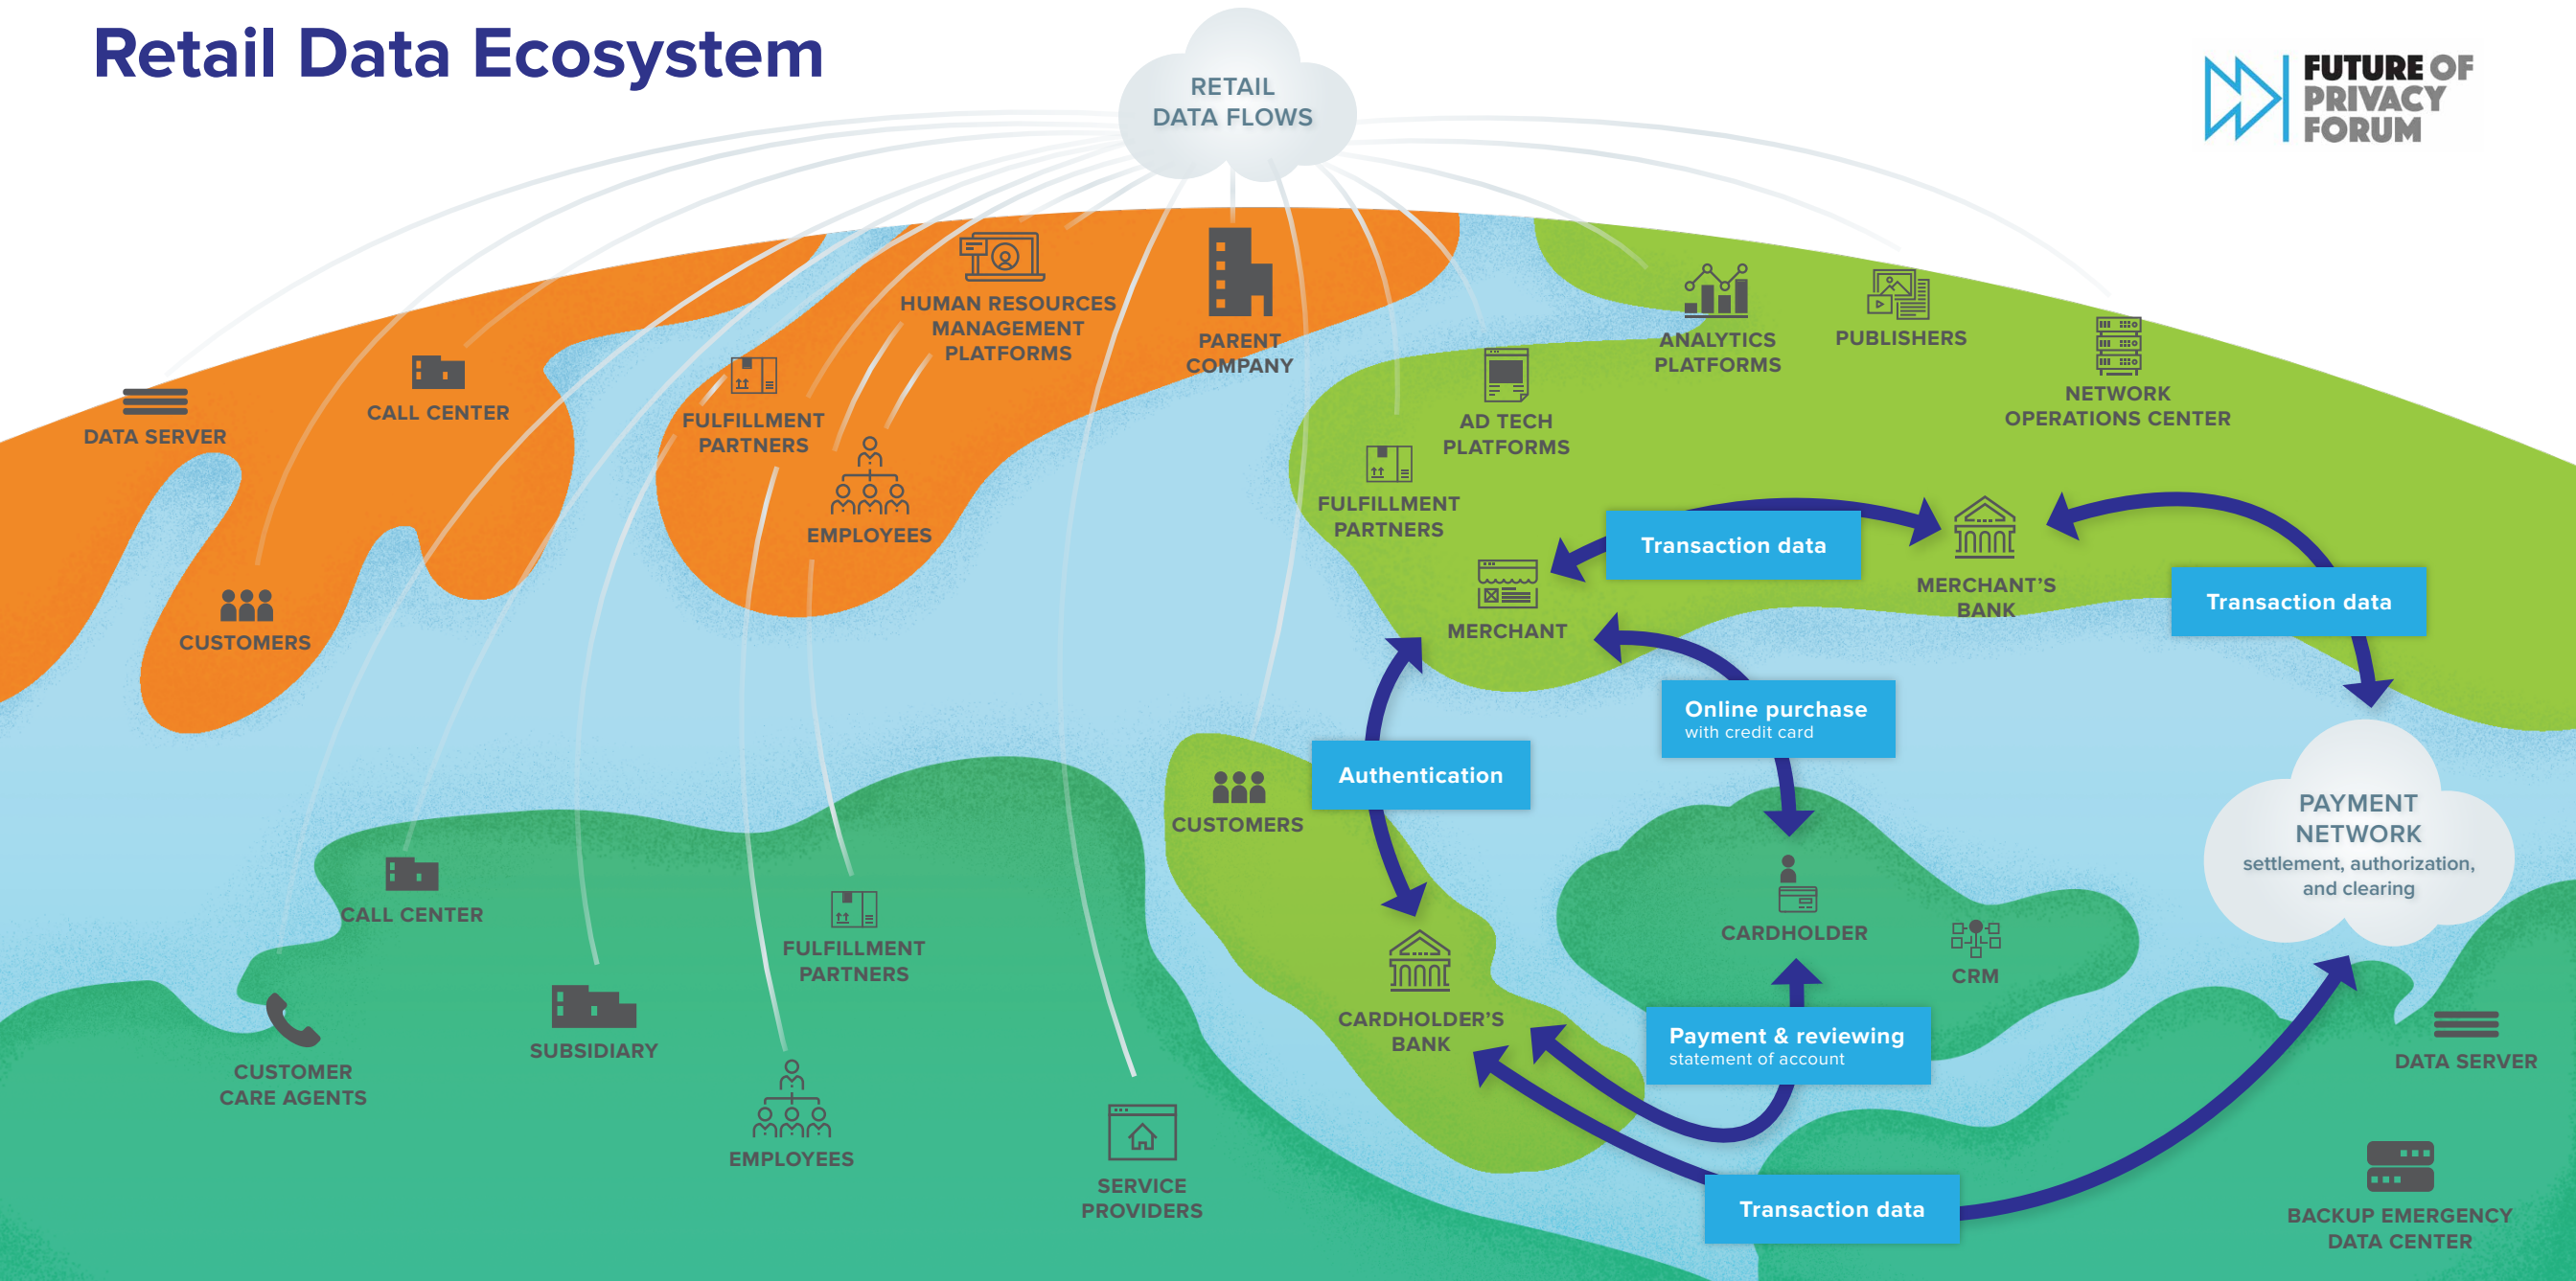 Retail Data Ecosystem
RETAIL
DATA FLOWS
FUTURE OF
PRIVACY
FORUM
HUMAN RESOURCES
MANAGEMENT
PLATFORMS
PARENT
COMPANY
ANALYTICS
PLATFORMS
PUBLISHERS
NETWORK
OPERATIONS CENTER
DATA SERVER
CALL CENTER
FULFILLMENT
PARTNERS
EMPLOYEES
AD TECH
PLATFORMS
FULFILLMENT
PARTNERS
Transaction data
MERCHANT'S
BANK
Transaction data
CUSTOMERS
MERCHANT
Online purchase
with credit card
Authentication
CUSTOMERS
PAYMENT
NETWORK
settlement, authorization,
and clearing
CALL CENTER
FULFILLMENT
PARTNERS
CARDHOLDER
CRM
CARDHOLDER'S
BANK
Payment & reviewing
statement of account
SUBSIDIARY
CUSTOMER
CARE AGENTS
DATA SERVER
EMPLOYEES
SERVICE
PROVIDERS
Transaction data
BACKUP EMERGENCY
DATA CENTER